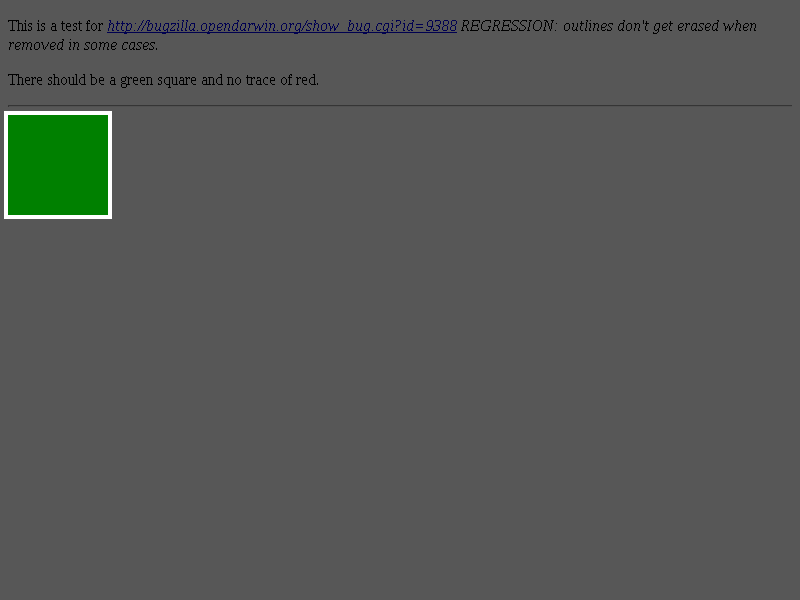 This is a test for http://bugzilla.opendarwin.org/show_bug.cgi?id=9388 REGRESSION: outlines don't get erased when
removed in some cases.
There should be a green square and no trace of red.